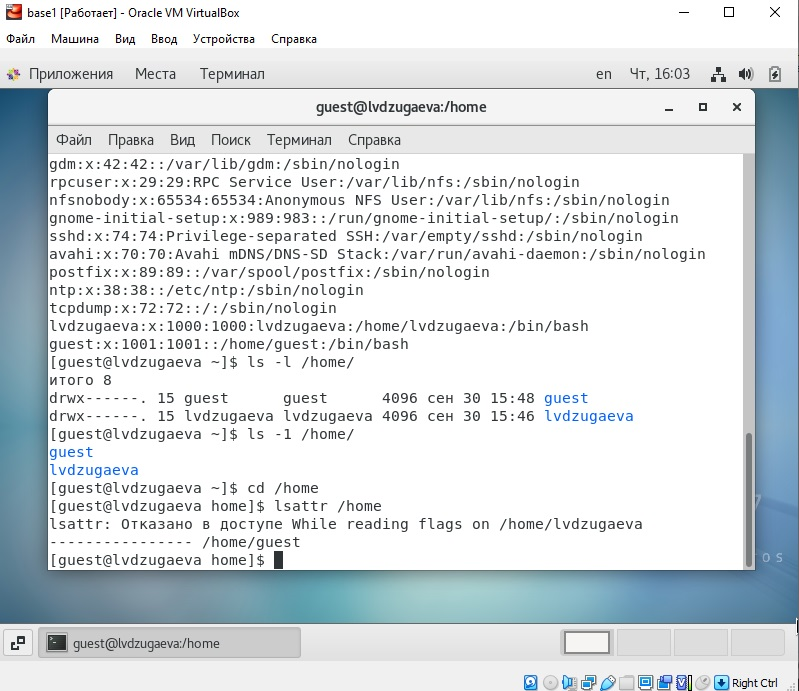 base1 [Работает] - Oracle VM VirtualBox
Файл Машина Вид Ввод Устройства Справка
Приложения Места Терминал en Чт, 16:03
guest@lvdzugaeva:/home
Файл Правка Вид Поиск Терминал Справка
gdm:x:42:42::/var/lib/gdm:/sbin/nologin
rpcuser:x:29:29:RPC Service User:/var/lib/nfs:/sbin/nologin
nfsnobody:x:65534:65534:Anonymous NFS User:/var/lib/nfs:/sbin/nologin
gnome-initial-setup:x:989:983::/run/gnome-initial-setup/:/sbin/nologin
sshd:x:74:74:Privilege-separated SSH:/var/empty/sshd:/sbin/nologin
avahi:x:70:70:Avahi mDNS/DNS-SD Stack:/var/run/avahi-daemon:/sbin/nologin
postfix:x:89:89::/var/spool/postfix:/sbin/nologin
ntp:x:38:38::/etc/ntp:/sbin/nologin
tcpdump:x:72:72::/:/sbin/nologin
lvdzugaeva:x:1000:1000:lvdzugaeva:/home/lvdzugaeva:/bin/bash
guest:x:1001:1001::/home/guest:/bin/bash
[guest@lvdzugaeva ~]$ ls -l /home/
итого 8
drwx------. 15 guest      guest      4096 сен 30 15:48 guest
drwx------. 15 lvdzugaeva lvdzugaeva 4096 сен 30 15:46 lvdzugaeva
[guest@lvdzugaeva ~]$ ls -1 /home/
guest
lvdzugaeva
[guest@lvdzugaeva ~]$ cd /home
[guest@lvdzugaeva home]$ lsattr /home
lsattr: Отказано в доступе While reading flags on /home/lvdzugaeva
---------------- /home/guest
[guest@lvdzugaeva home]$
7
OS
guest@lvdzugaeva:/home
Right Ctrl